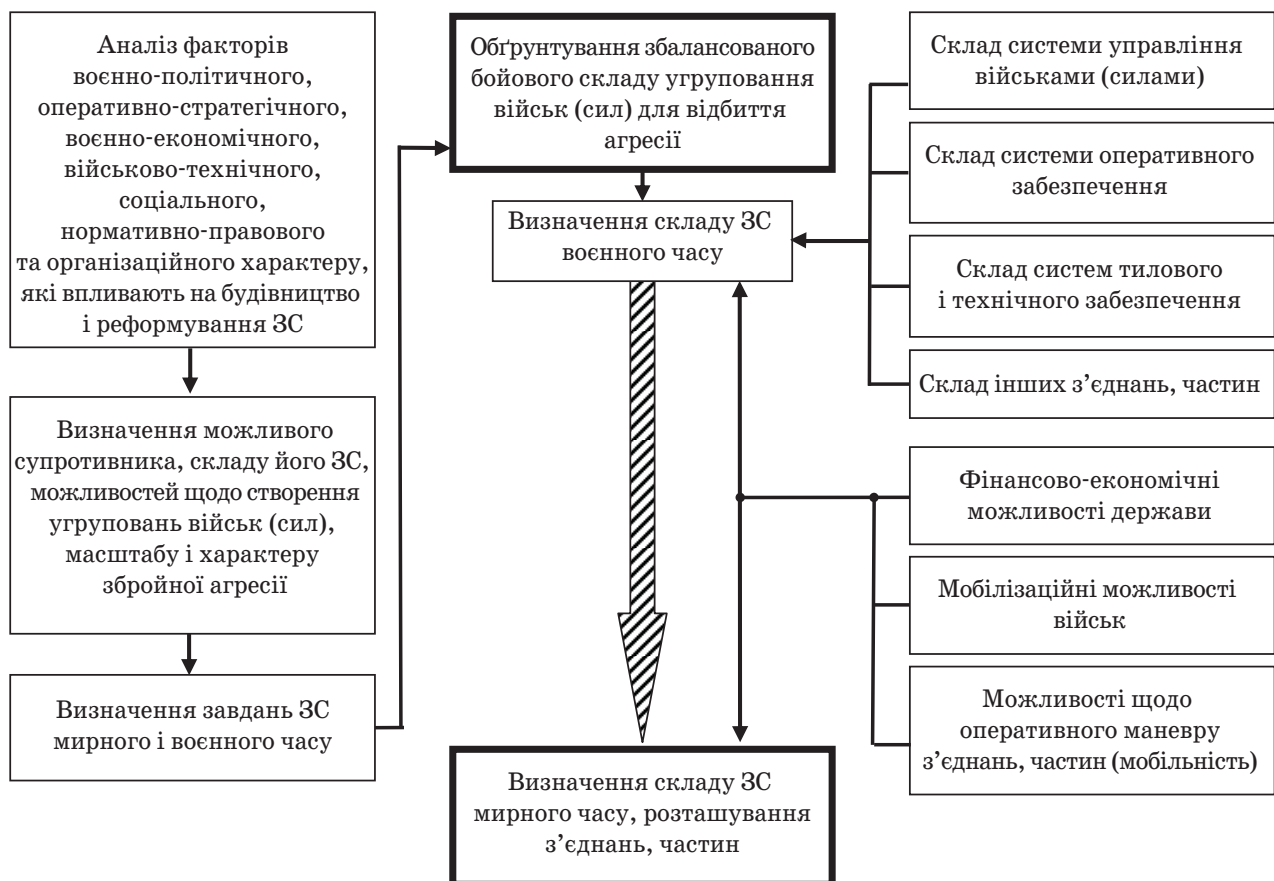 Аналіз факторів
воєнно-політичного,
оперативно-стратегічного,
воєнно-економічного,
військово-технічного,
соціального,
нормативно-правового
та організаційного характеру,
які впливають на будівництво
і реформування ЗС
Визначення можливого
супротивника, складу його ЗС,
можливостей щодо створення
угруповань військ (сил),
масштабу і характеру
збройної агресії
Визначення завдань ЗС
мирного і воєнного часу
Обґрунтування збалансованого
бойового складу угруповання
військ (сил) для відбиття
агресії
Визначення складу ЗС
воєнного часу
Визначення складу ЗС
мирного часу, розташування
з’єднань, частин
Склад системи управління
військами (силами)
Склад системи оперативного
забезпечення
Склад систем тилового
і технічного забезпечення
Склад інших з’єднань, частин
Фінансово-економічні
можливості держави
Мобілізаційні можливості
військ
Можливості щодо
оперативного маневру
з’єднань, частин (мобільність)